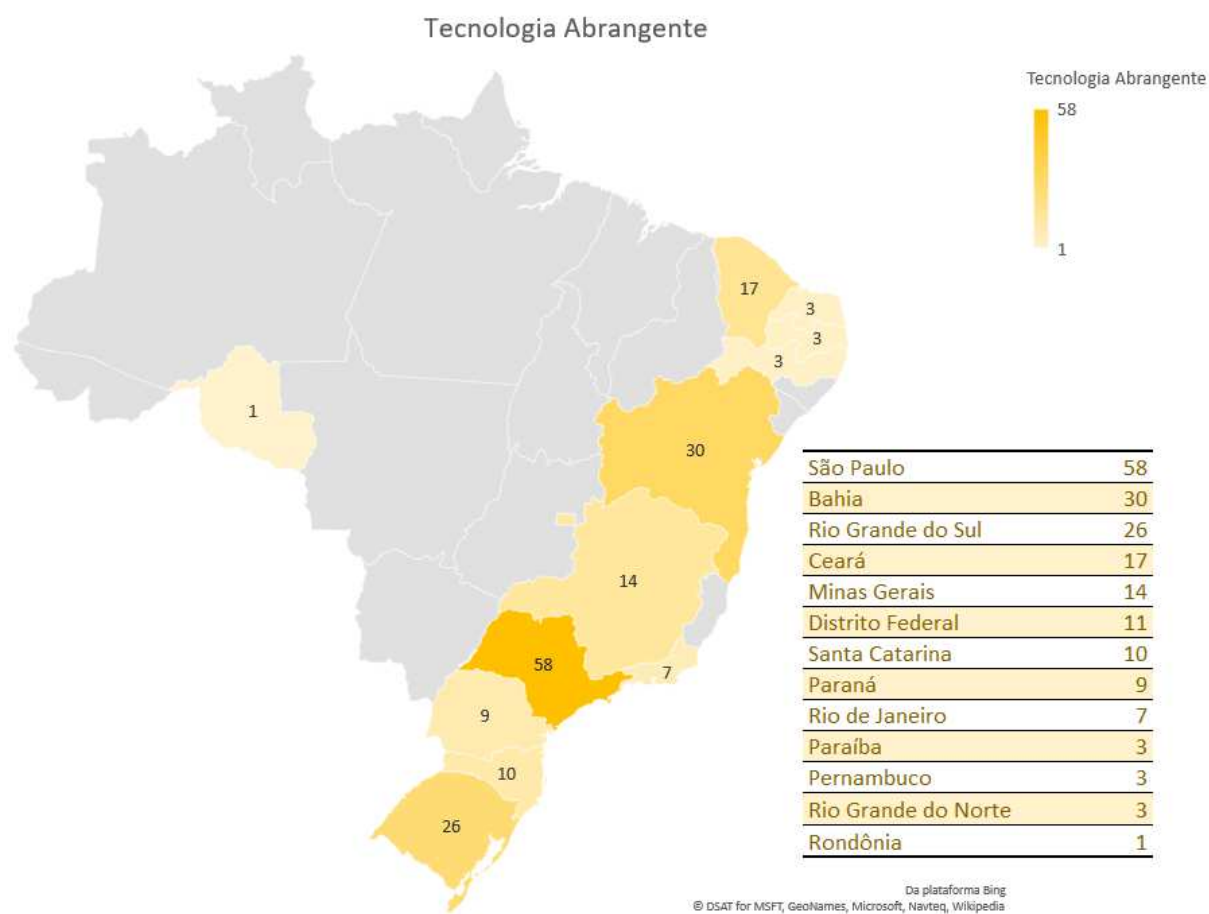 Tecnologia Abrangente
Tecnologia Abrangente
58
1
17
3
3
3
1
30
14
58
7
9
10
26
São Paulo 58
Bahia 30
Rio Grande do Sul 26
Ceará 17
Minas Gerais 14
Distrito Federal 11
Santa Catarina 10
Paraná 9
Rio de Janeiro 7
Paraíba 3
Pernambuco 3
Rio Grande do Norte 3
Rondônia 1
Da plataforma Bing
© DSAT for MSFT, GeoNames, Microsoft, Navteq, Wikipedia